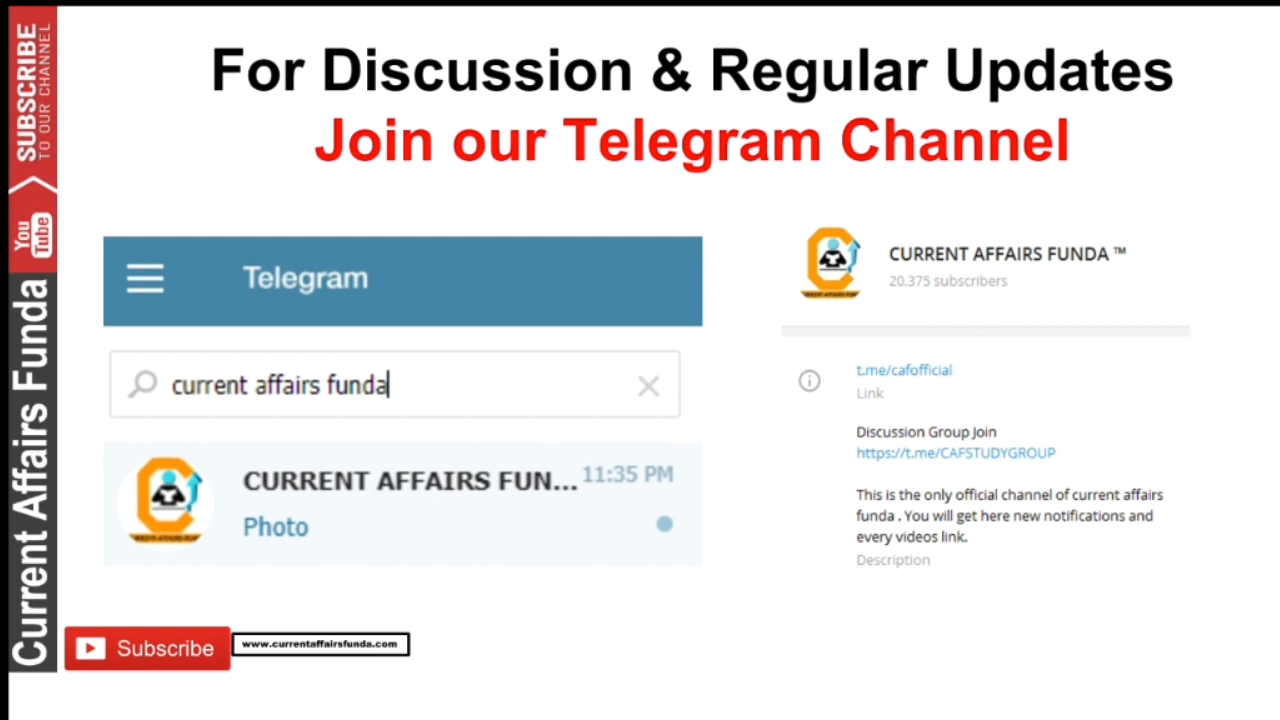 For Discussion & Regular Updates
Join our Telegram Channel
SUBSCRIBE
TO OUR CHANNEL
You
Tube
Current Affairs Funda
Telegram
current affairs funda
CURRENT AFFAIRS FUN...
11:35 PM
Photo
CURRENT AFFAIRS FUNDA ™
20,375 subscribers
t.me/cafofficial
Link
Discussion Group Join
https://t.me/CAFSTUDYGROUP
This is the only official channel of current affairs
funda . You will get here new notifications and
every videos link.
Description
Subscribe
www.currentaffairsfunda.com